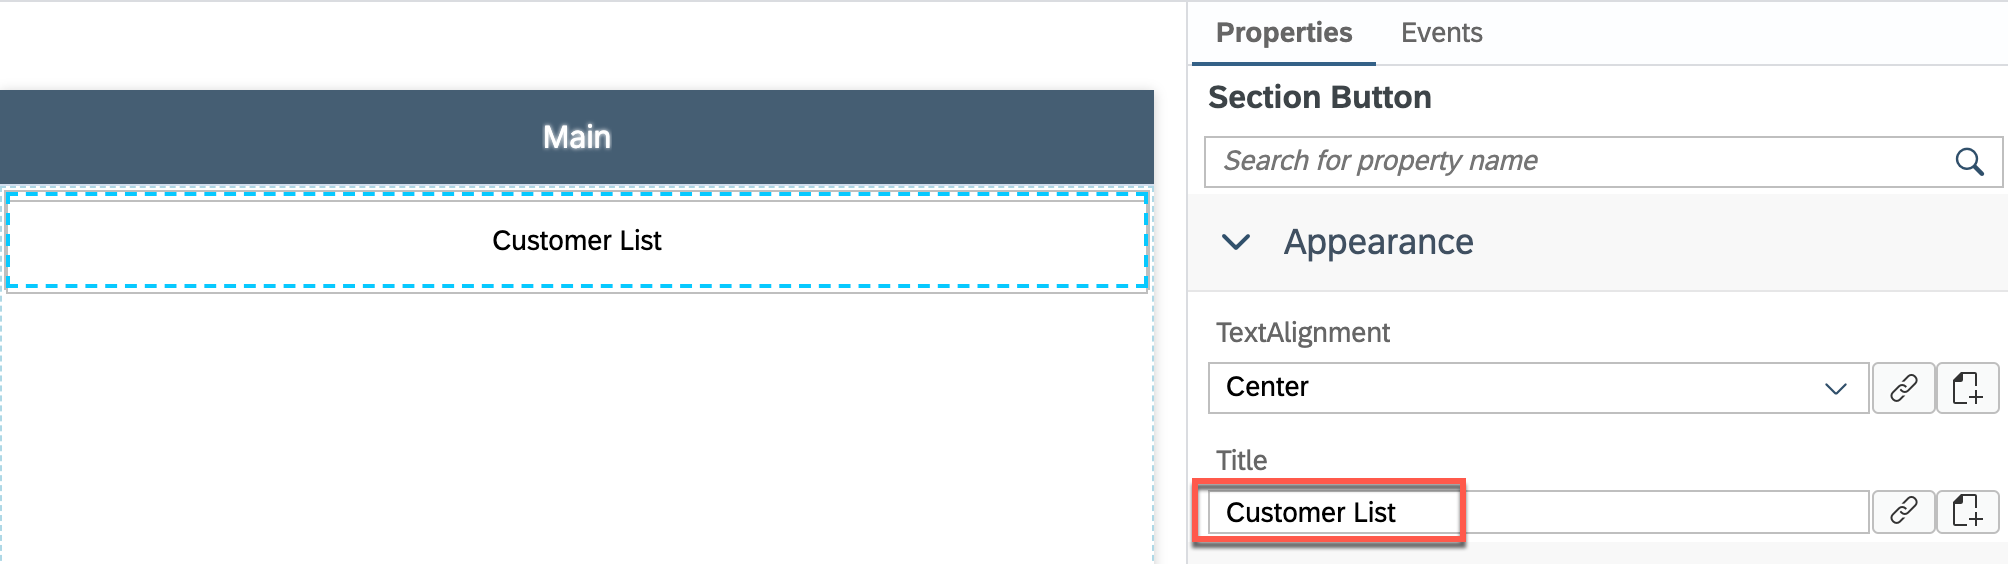 Properties Events
Section Button
Main
Search for property name
Customer List
Appearance
TextAlignment
Center
Title
Customer List